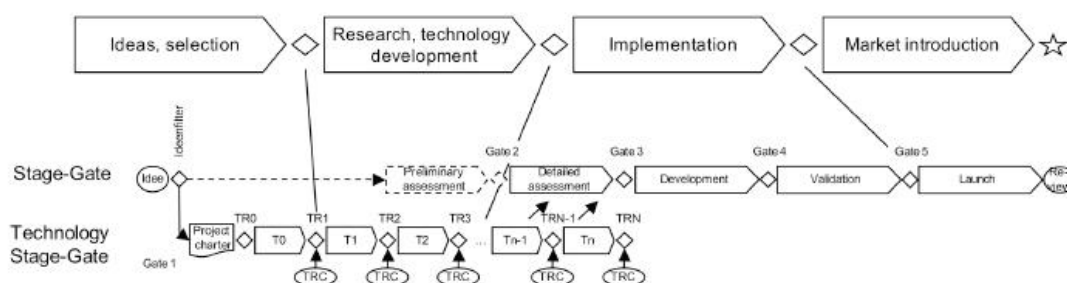 Ideas, selection
Research, technology
development
Implementation
Market introduction
Ideenfilter
Stage-Gate
Idee
Preliminary
assessment
Gate 2
Detailed
assessment
Gate 3
Development
Gate 4
Validation
Gate 5
Launch
Re-
view
Technology
Stage-Gate
Gate 1
Project
charter
TR0
T0
TR1
T1
TR2
T2
TR3
...
Tn-1
TRN-1
Tn
TRN
TRC
TRC
TRC
TRC
TRC